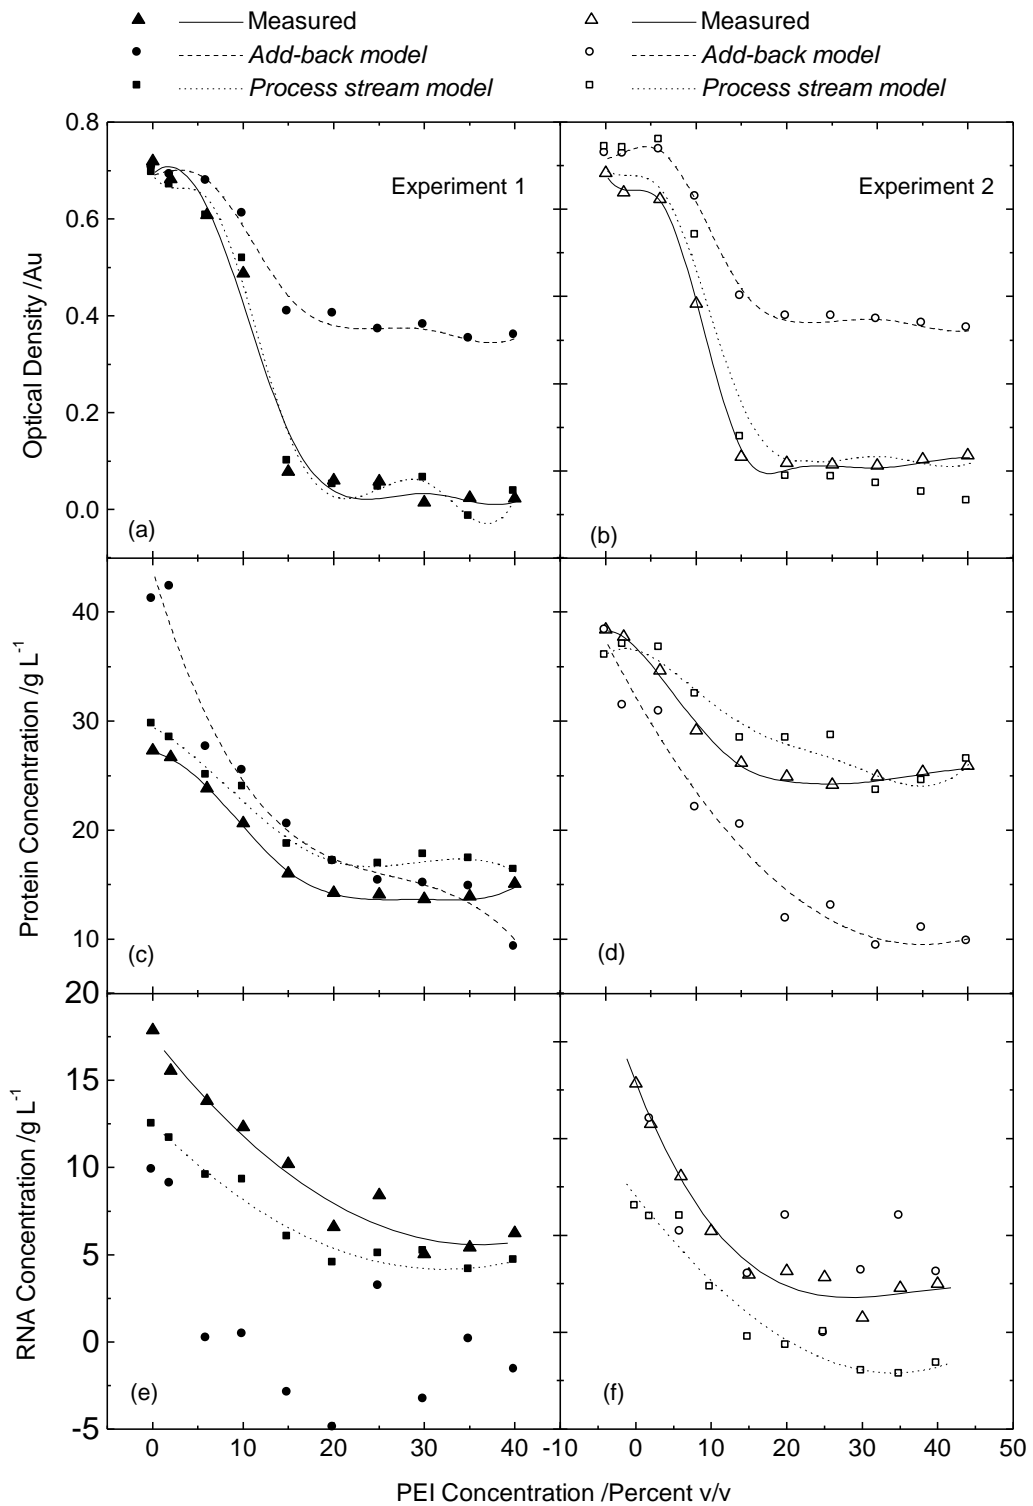 Measured Measured
Add-back model Add-back model
Process stream model Process stream model
0.8
Experiment 1 Experiment 2
0.6
Optical Density /Au
0.4
0.2
0.0
(a) (b)
40
Protein Concentration /g L⁻¹
30
20
10
(c) (d)
20
15
RNA Concentration /g L⁻¹
10
5
0
(e) (f)
-5
0 10 20 30 40 -10 0 10 20 30 40 50
PEI Concentration /Percent v/v